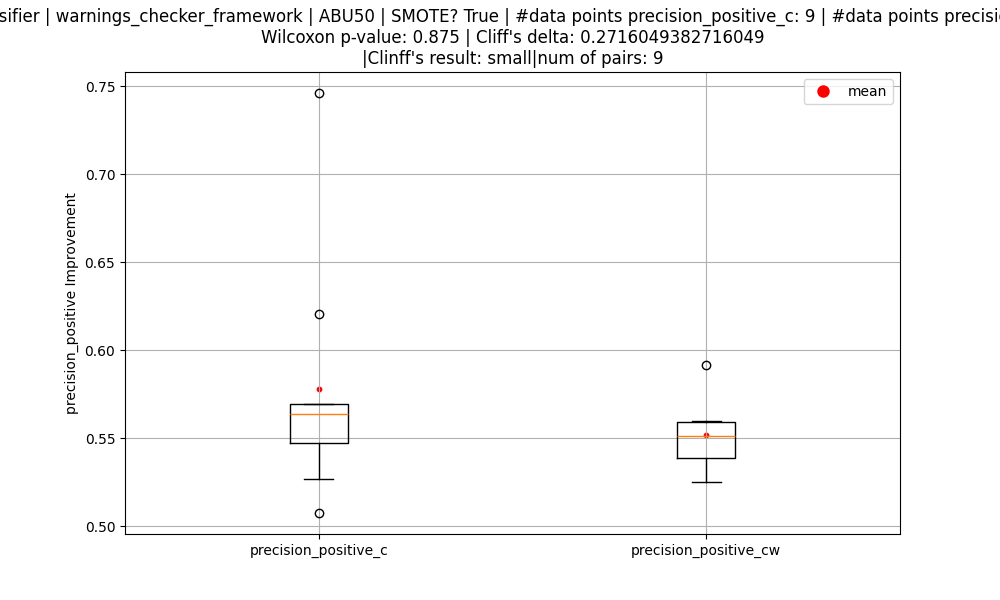 warnings_checker_framework | ABU50 | SMOTE? True | #data points precision_positive_c: 9 | #data points
Wilcoxon p-value: 0.875 | Cliff's delta: 0.2716049382716049
|Clinff's result: small|num of pairs: 9
mean
0.75
0.70
0.65
0.60
0.55
0.50
precision_positive Improvement
precision_positive_c
precision_positive_cw